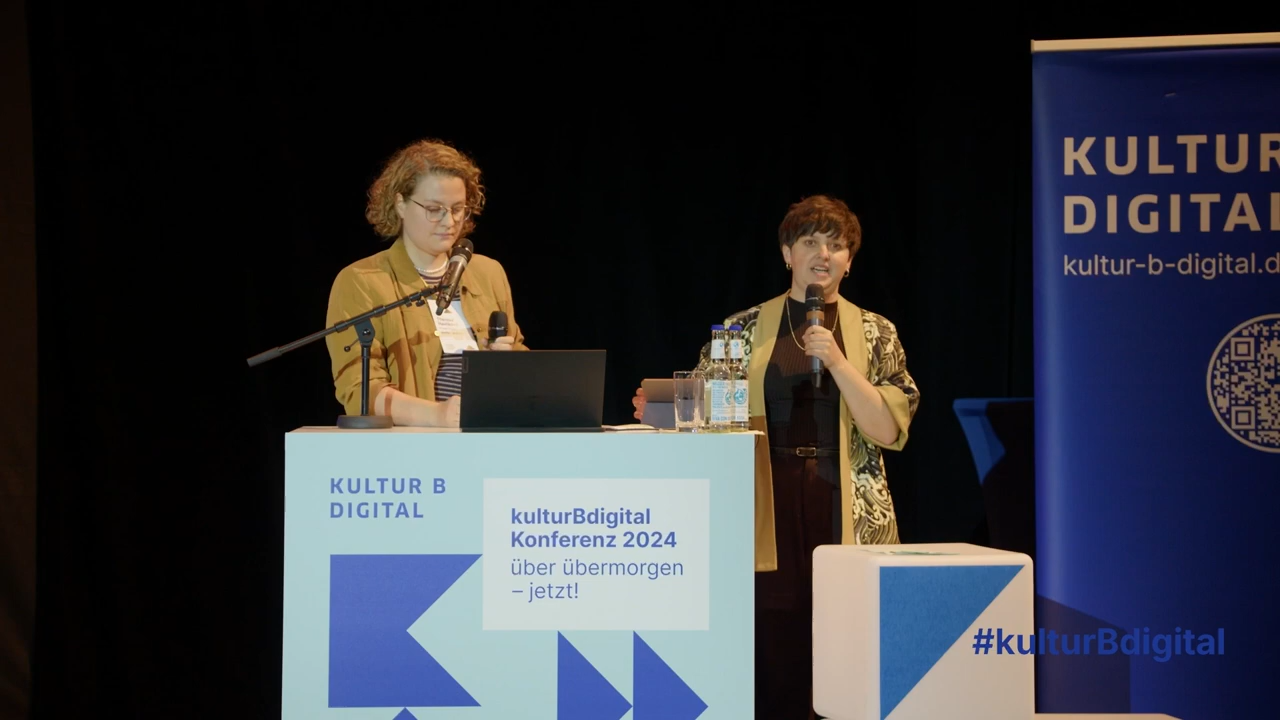 KULTUR
DIGITAL
kultur-b-digital.d
KULTUR B
DIGITAL
kulturBdigital
Konferenz 2024
über übermorgen
– jetzt!
#kulturBdigital